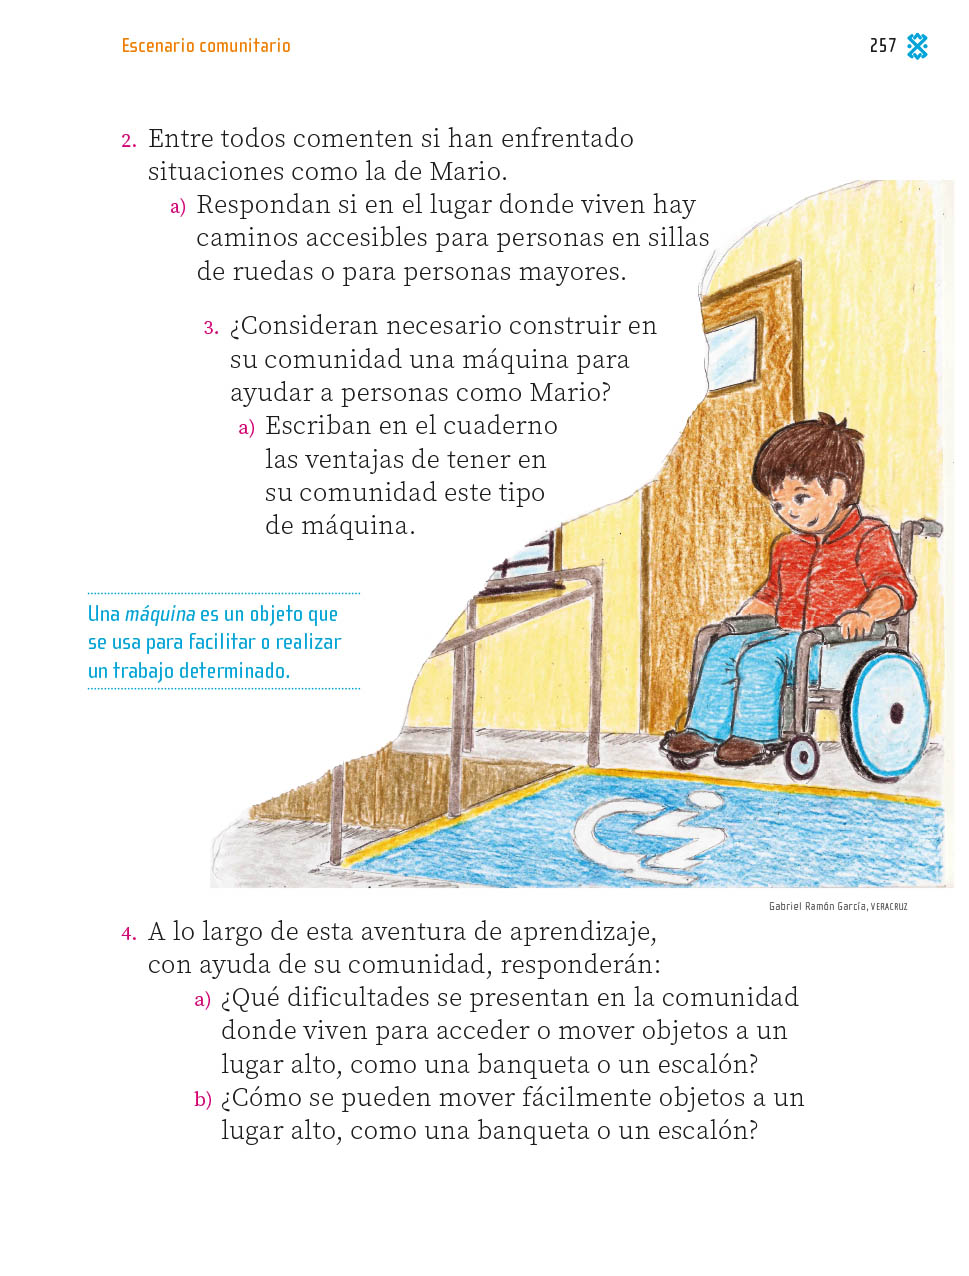 Escenario comunitario
257
2. Entre todos comenten si han enfrentado
situaciones como la de Mario.
a) Respondan si en el lugar donde viven hay
caminos accesibles para personas en sillas
de ruedas o para personas mayores.
3. ¿Consideran necesario construir en
su comunidad una máquina para
ayudar a personas como Mario?
a) Escriban en el cuaderno
las ventajas de tener en
su comunidad este tipo
de máquina.
Una máquina es un objeto que
se usa para facilitar o realizar
un trabajo determinado.
Gabriel Ramón García, VERACRUZ
4. A lo largo de esta aventura de aprendizaje,
con ayuda de su comunidad, responderán:
a) ¿Qué dificultades se presentan en la comunidad
donde viven para acceder o mover objetos a un
lugar alto, como una banqueta o un escalón?
b) ¿Cómo se pueden mover fácilmente objetos a un
lugar alto, como una banqueta o un escalón?